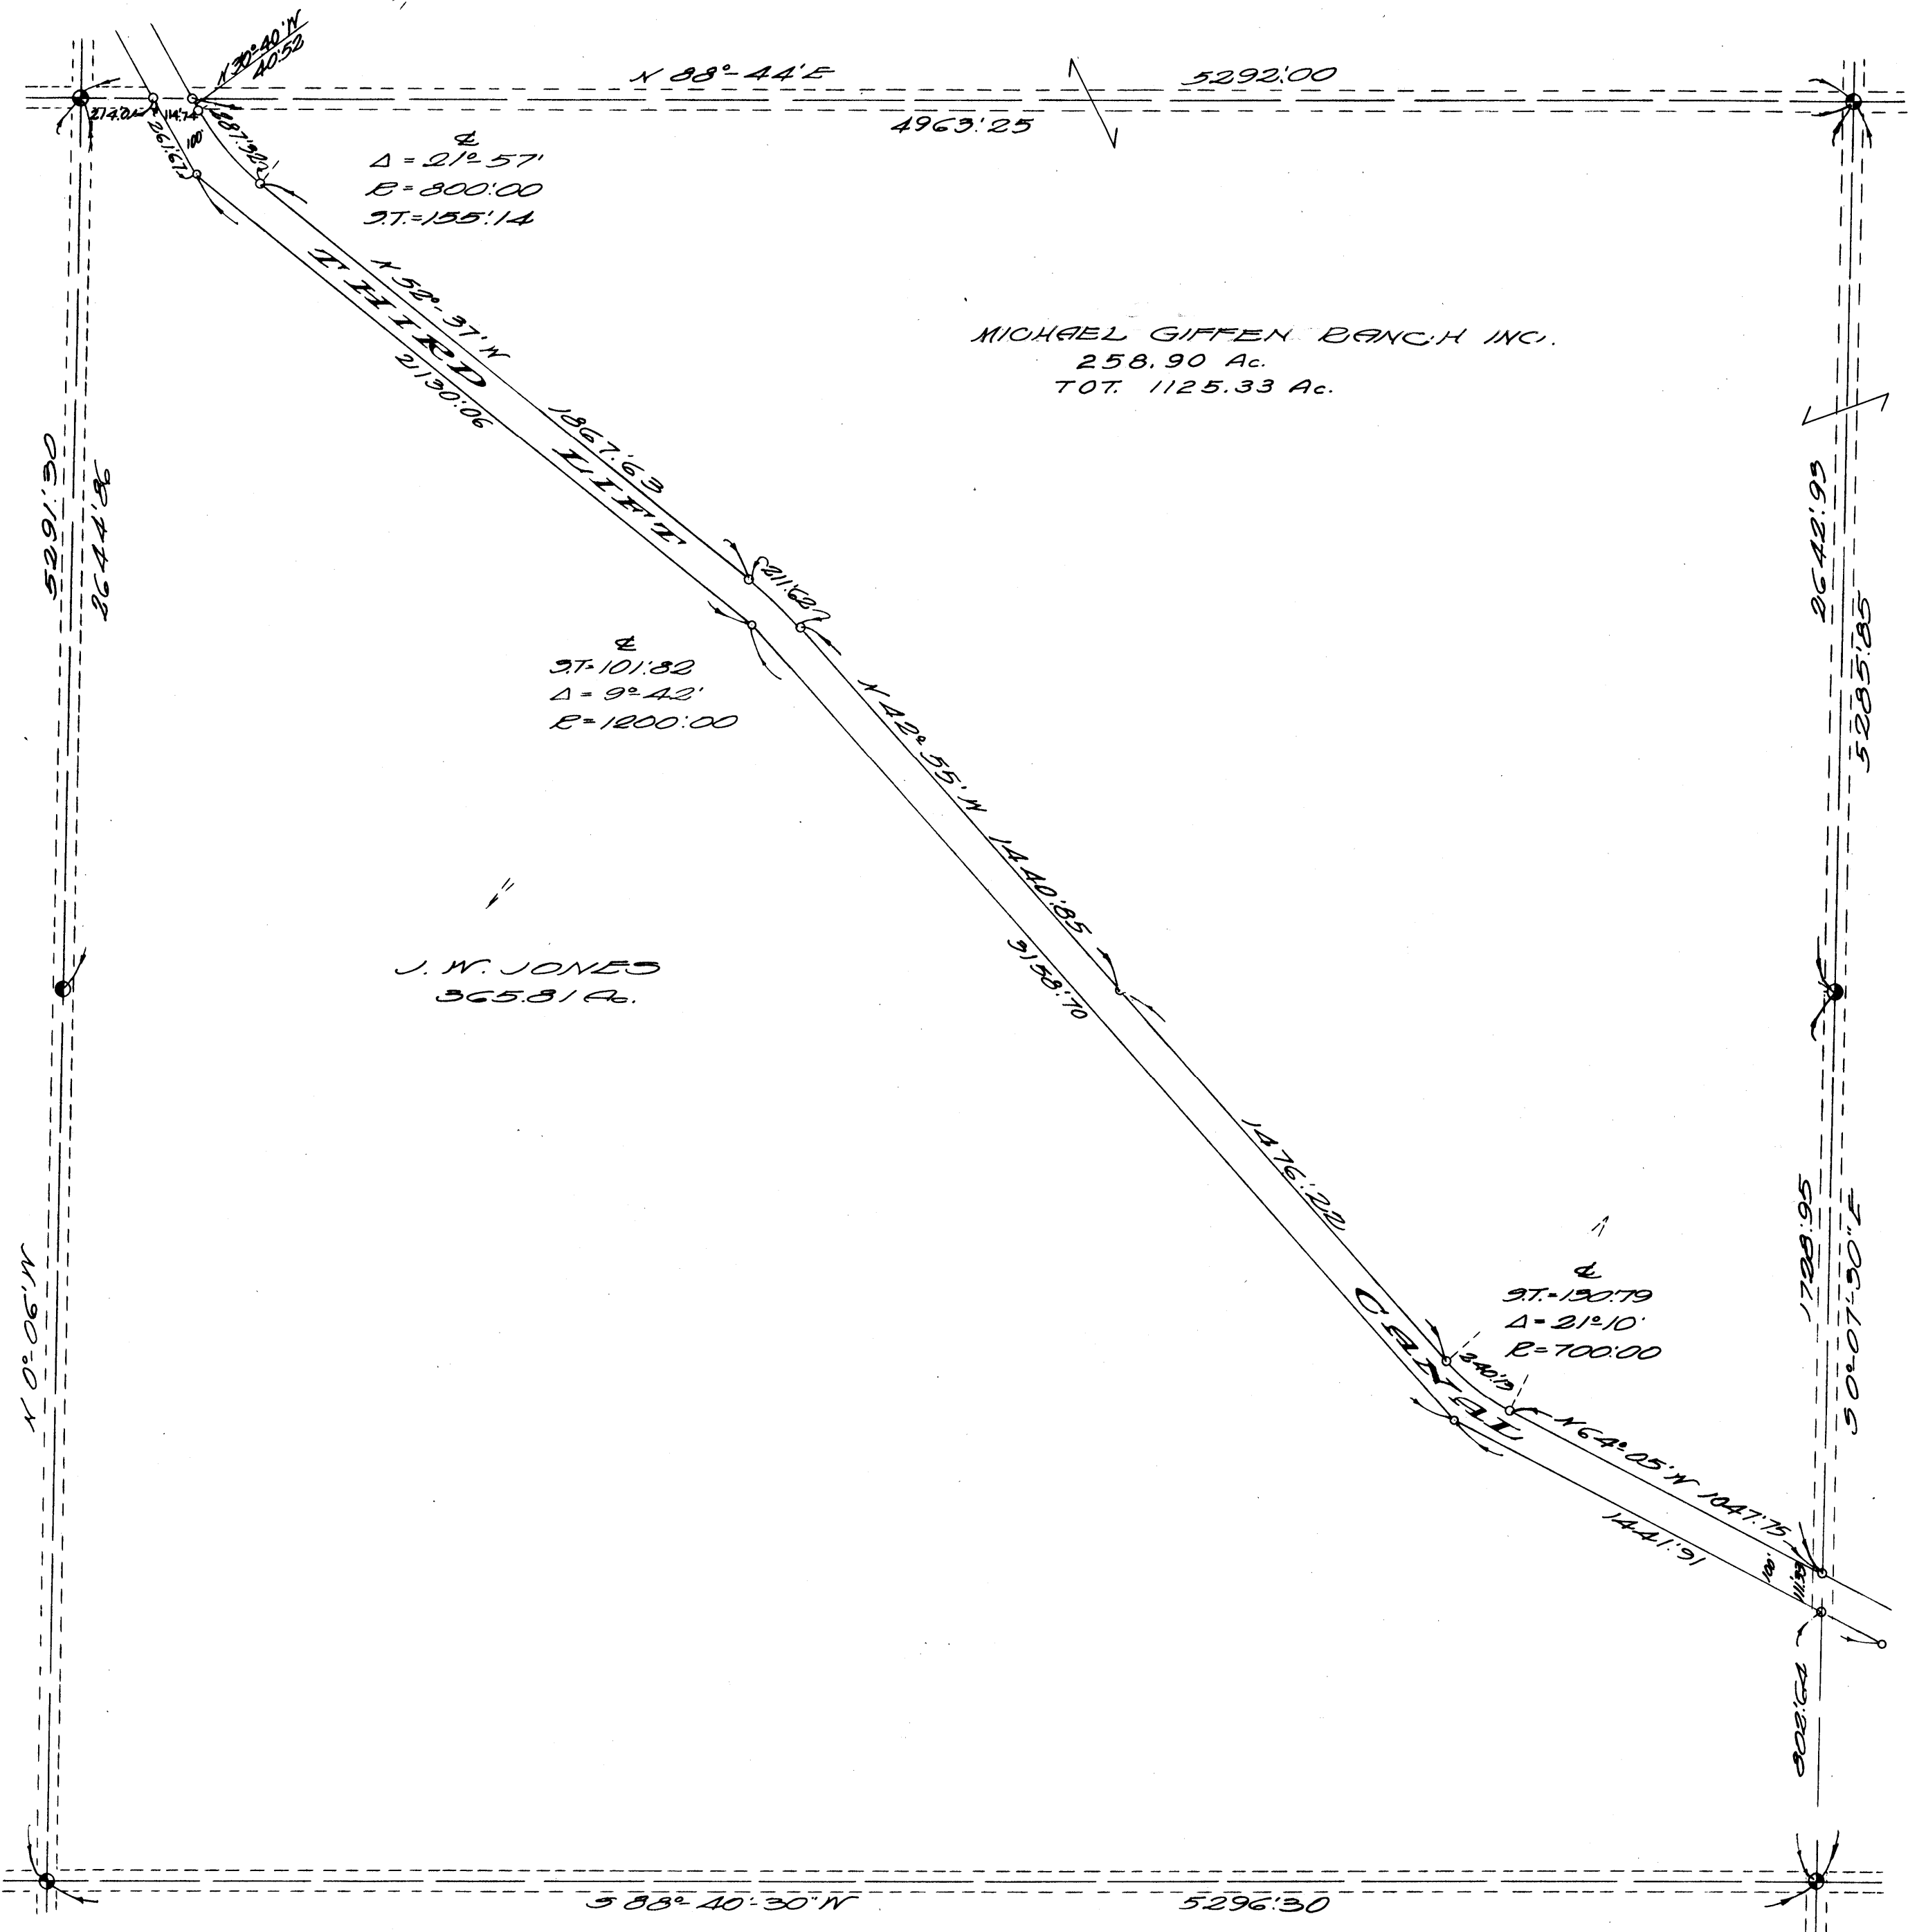 N 30°-40'W
40.52
N 88°-44'E
5292.'00
4963.'25
274.01
114.74
100'
261.'67
℄
Δ = 21°-57'
R = 800.'00
S.T. = 155.'14
N 52°-37'W
1867.'63
THIRD LIFT CANAL
2130.'06
MICHAEL GIFFEN RANCH INC.
258.90 Ac.
TOT. 1125.33 Ac.
5291.'30
2644.'86
2642.'93
5285.'85
211.'62
℄
S.T. = 101.'82
Δ = 9°-42'
R = 1200.'00
N 42°-55'W
1440.'85
J. W. JONES
365.81 Ac.
3158.'70
1476.'22
N 0°-06'W
1728.'95
S 0°-07'-30"E
℄
S.T. = 130.79
Δ = 21°-10'
R = 700.'00
240.'13
N 64°-05'W 1047.'75
1441.'91
100'
111.'33
802.'64
S 88°-40'-30"W
5296.'30